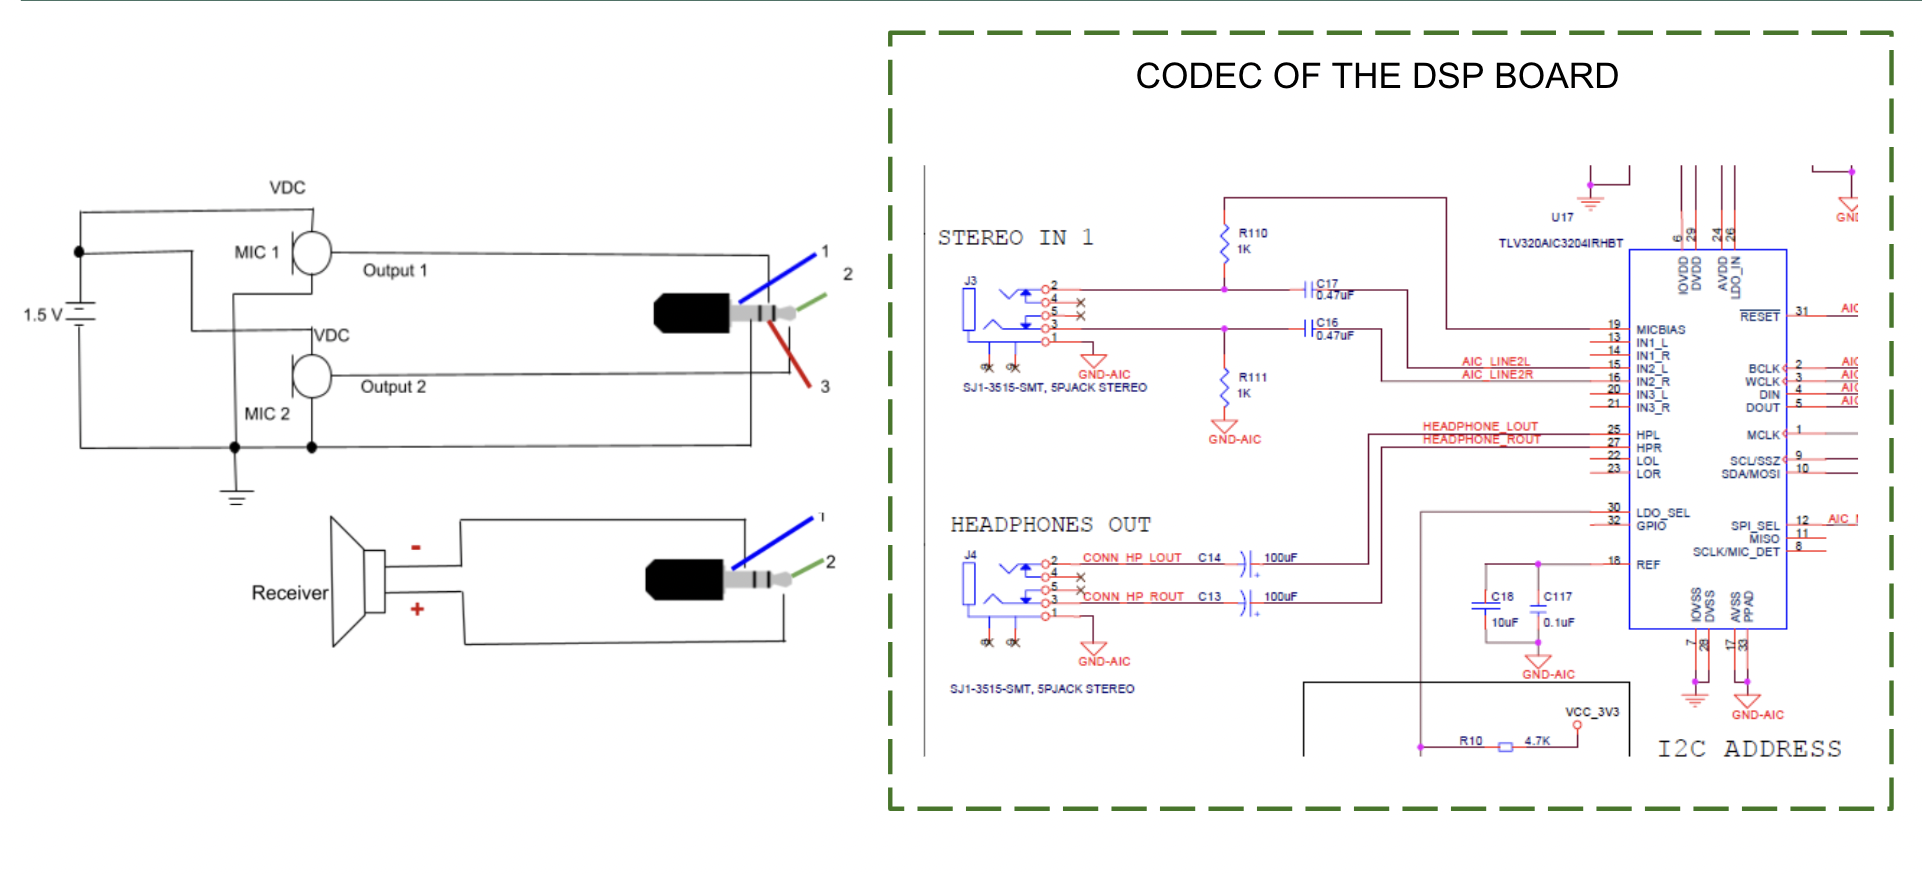 CODEC OF THE DSP BOARD
VDC
MIC 1
Output 1
1
2
1.5 V
VDC
MIC 2
Output 2
3
Receiver
-
+
1
2
STEREO IN 1
J3
2
4
5
3
1
GND-AIC
SJ1-3515-SMT, 5PJACK STEREO
R110
1K
C17
0.47uF
C16
0.47uF
R111
1K
GND-AIC
AIC_LINE2L
AIC_LINE2R
HEADPHONE_LOUT
HEADPHONE_ROUT
HEADPHONES OUT
J4
2
4
5
3
1
CONN_HP_LOUT
C14
100uF
CONN_HP_ROUT
C13
100uF
GND-AIC
SJ1-3515-SMT, 5PJACK STEREO
U17
TLV320AIC3204IRHBT
6
29
24
26
IOVDD
DVDD
AVDD
LDO_IN
19 MICBIAS
13 IN1_L
14 IN1_R
15 IN2_L
16 IN2_R
20 IN3_L
21 IN3_R
25 HPL
27 HPR
22 LOL
23 LOR
30 LDO_SEL
32 GPIO
18 REF
RESET 31 AIC
BCLK 2 AIC
WCLK 3 AIC
DIN 4 AIC
DOUT 5 AIC
MCLK 1
SCL/SSZ 9
SDA/MOSI 10
SPI_SEL 12 AIC_
MISO 11
SCLK/MIC_DET 8
IOVSS
DVSS
AVSS
PPAD
7
28
17
33
GND
C18
10uF
C117
0.1uF
GND-AIC
GND-AIC
VCC_3V3
R10
4.7K
I2C ADDRESS